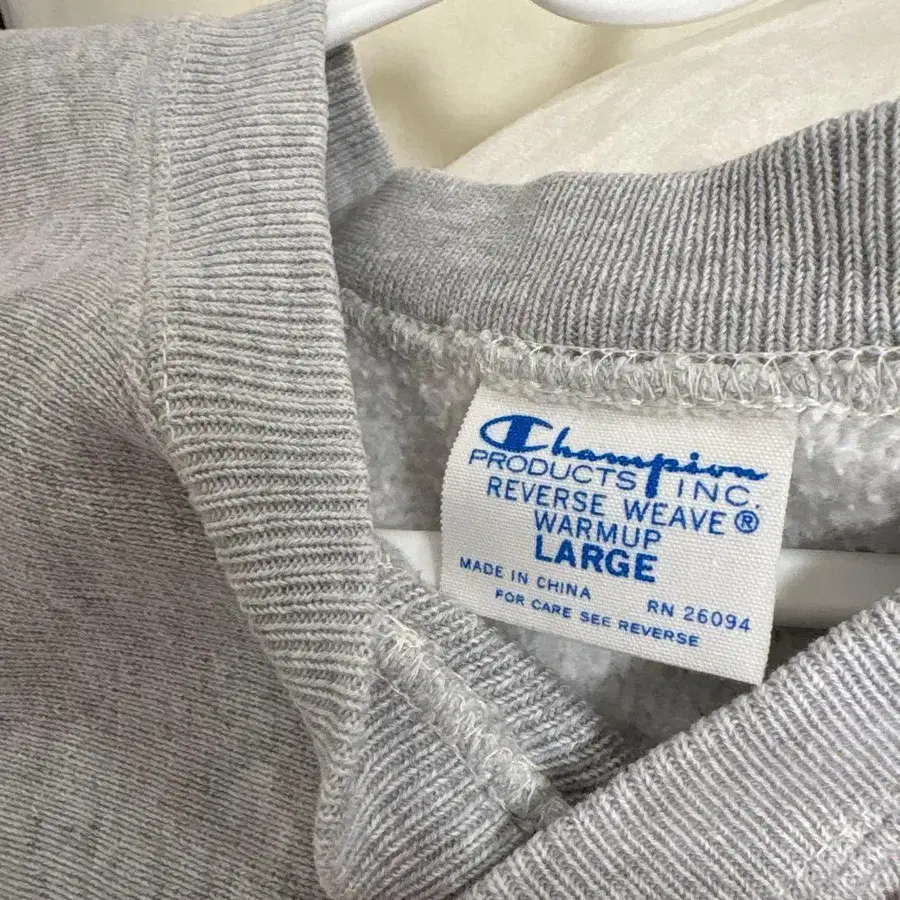 Champion
PRODUCTS INC.
REVERSE WEAVE®
WARMUP
LARGE
MADE IN CHINA RN 26094
FOR CARE SEE REVERSE